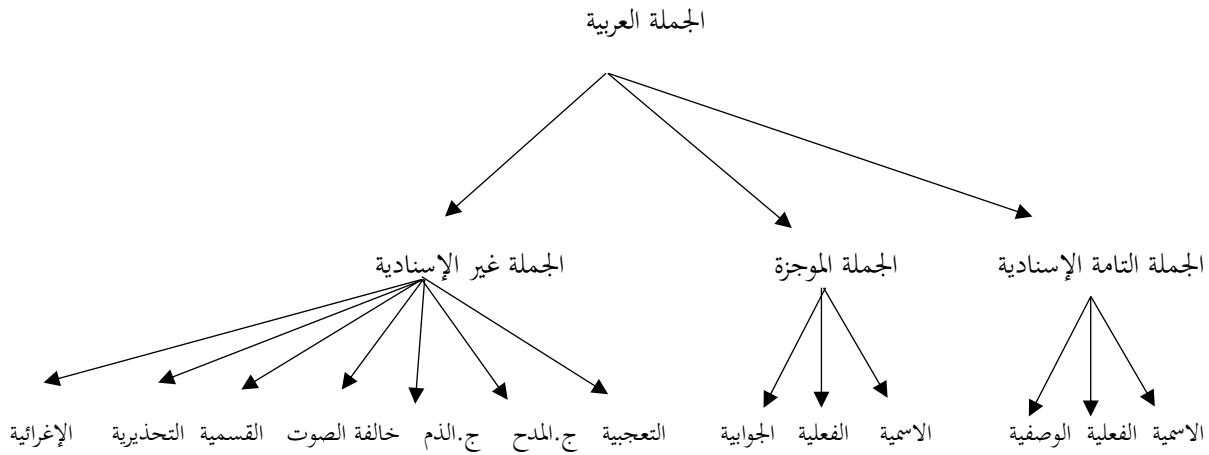 الجملة العربية
الجملة التامة الإسنادية الجملة الموجزة الجملة غير الإسنادية
الاسمية الفعلية الوصفية الاسمية الفعلية الجوابية التعجبية ج.المدح ج.الذم خالفة الصوت القسمية التحذيرية الإغرائية